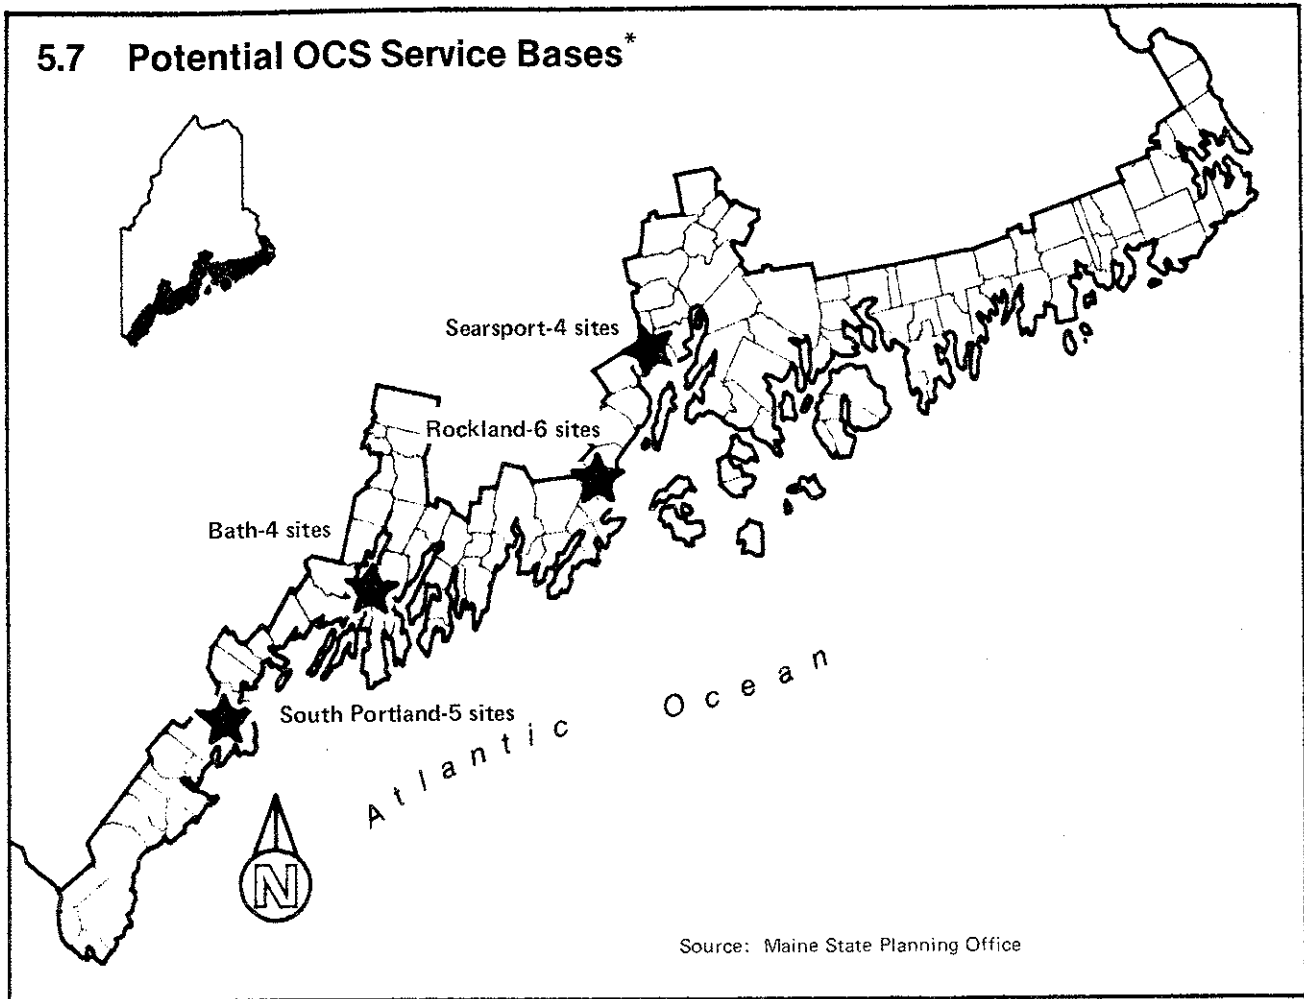 5.7 Potential OCS Service Bases*
Searsport-4 sites
Rockland-6 sites
Bath-4 sites
South Portland-5 sites
Atlantic Ocean
N
Source: Maine State Planning Office